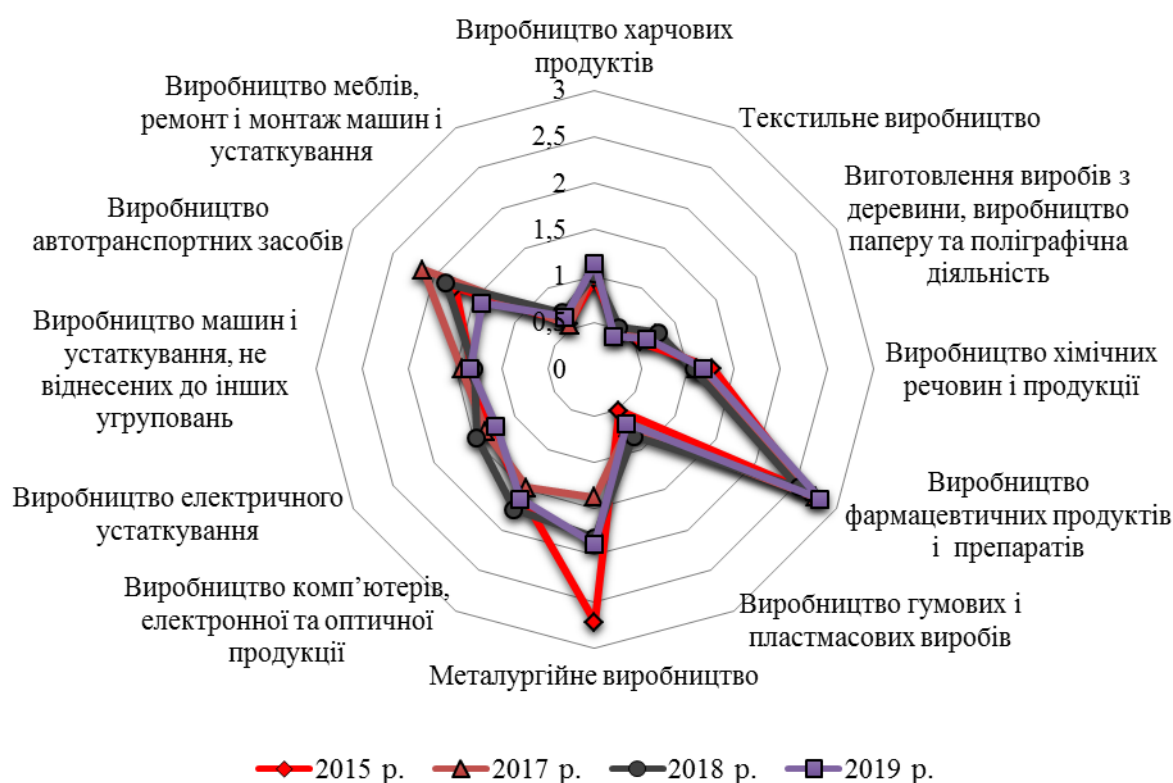 Виробництво харчових
продуктів
Текстильне виробництво
Виготовлення виробів з
деревини, виробництво
паперу та поліграфічна
діяльність
Виробництво хімічних
речовин і продукції
Виробництво
фармацевтичних продуктів
і препаратів
Виробництво гумових і
пластмасових виробів
Металургійне виробництво
Виробництво комп’ютерів,
електронної та оптичної
продукції
Виробництво електричного
устаткування
Виробництво машин і
устаткування, не
віднесених до інших
угруповань
Виробництво
автотранспортних засобів
Виробництво меблів,
ремонт і монтаж машин і
устаткування
3
2,5
2
1,5
1
0,5
0
2015 р.
2017 р.
2018 р.
2019 р.